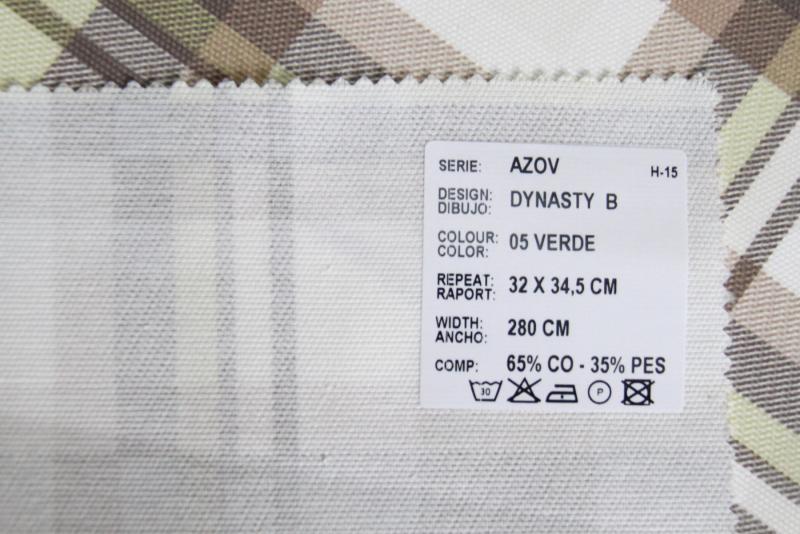 SERIE: AZOV H-15
DESIGN:
DIBUJO: DYNASTY B
COLOUR:
COLOR: 05 VERDE
REPEAT:
RAPORT: 32 X 34,5 CM
WIDTH:
ANCHO: 280 CM
COMP: 65% CO - 35% PES
30 P